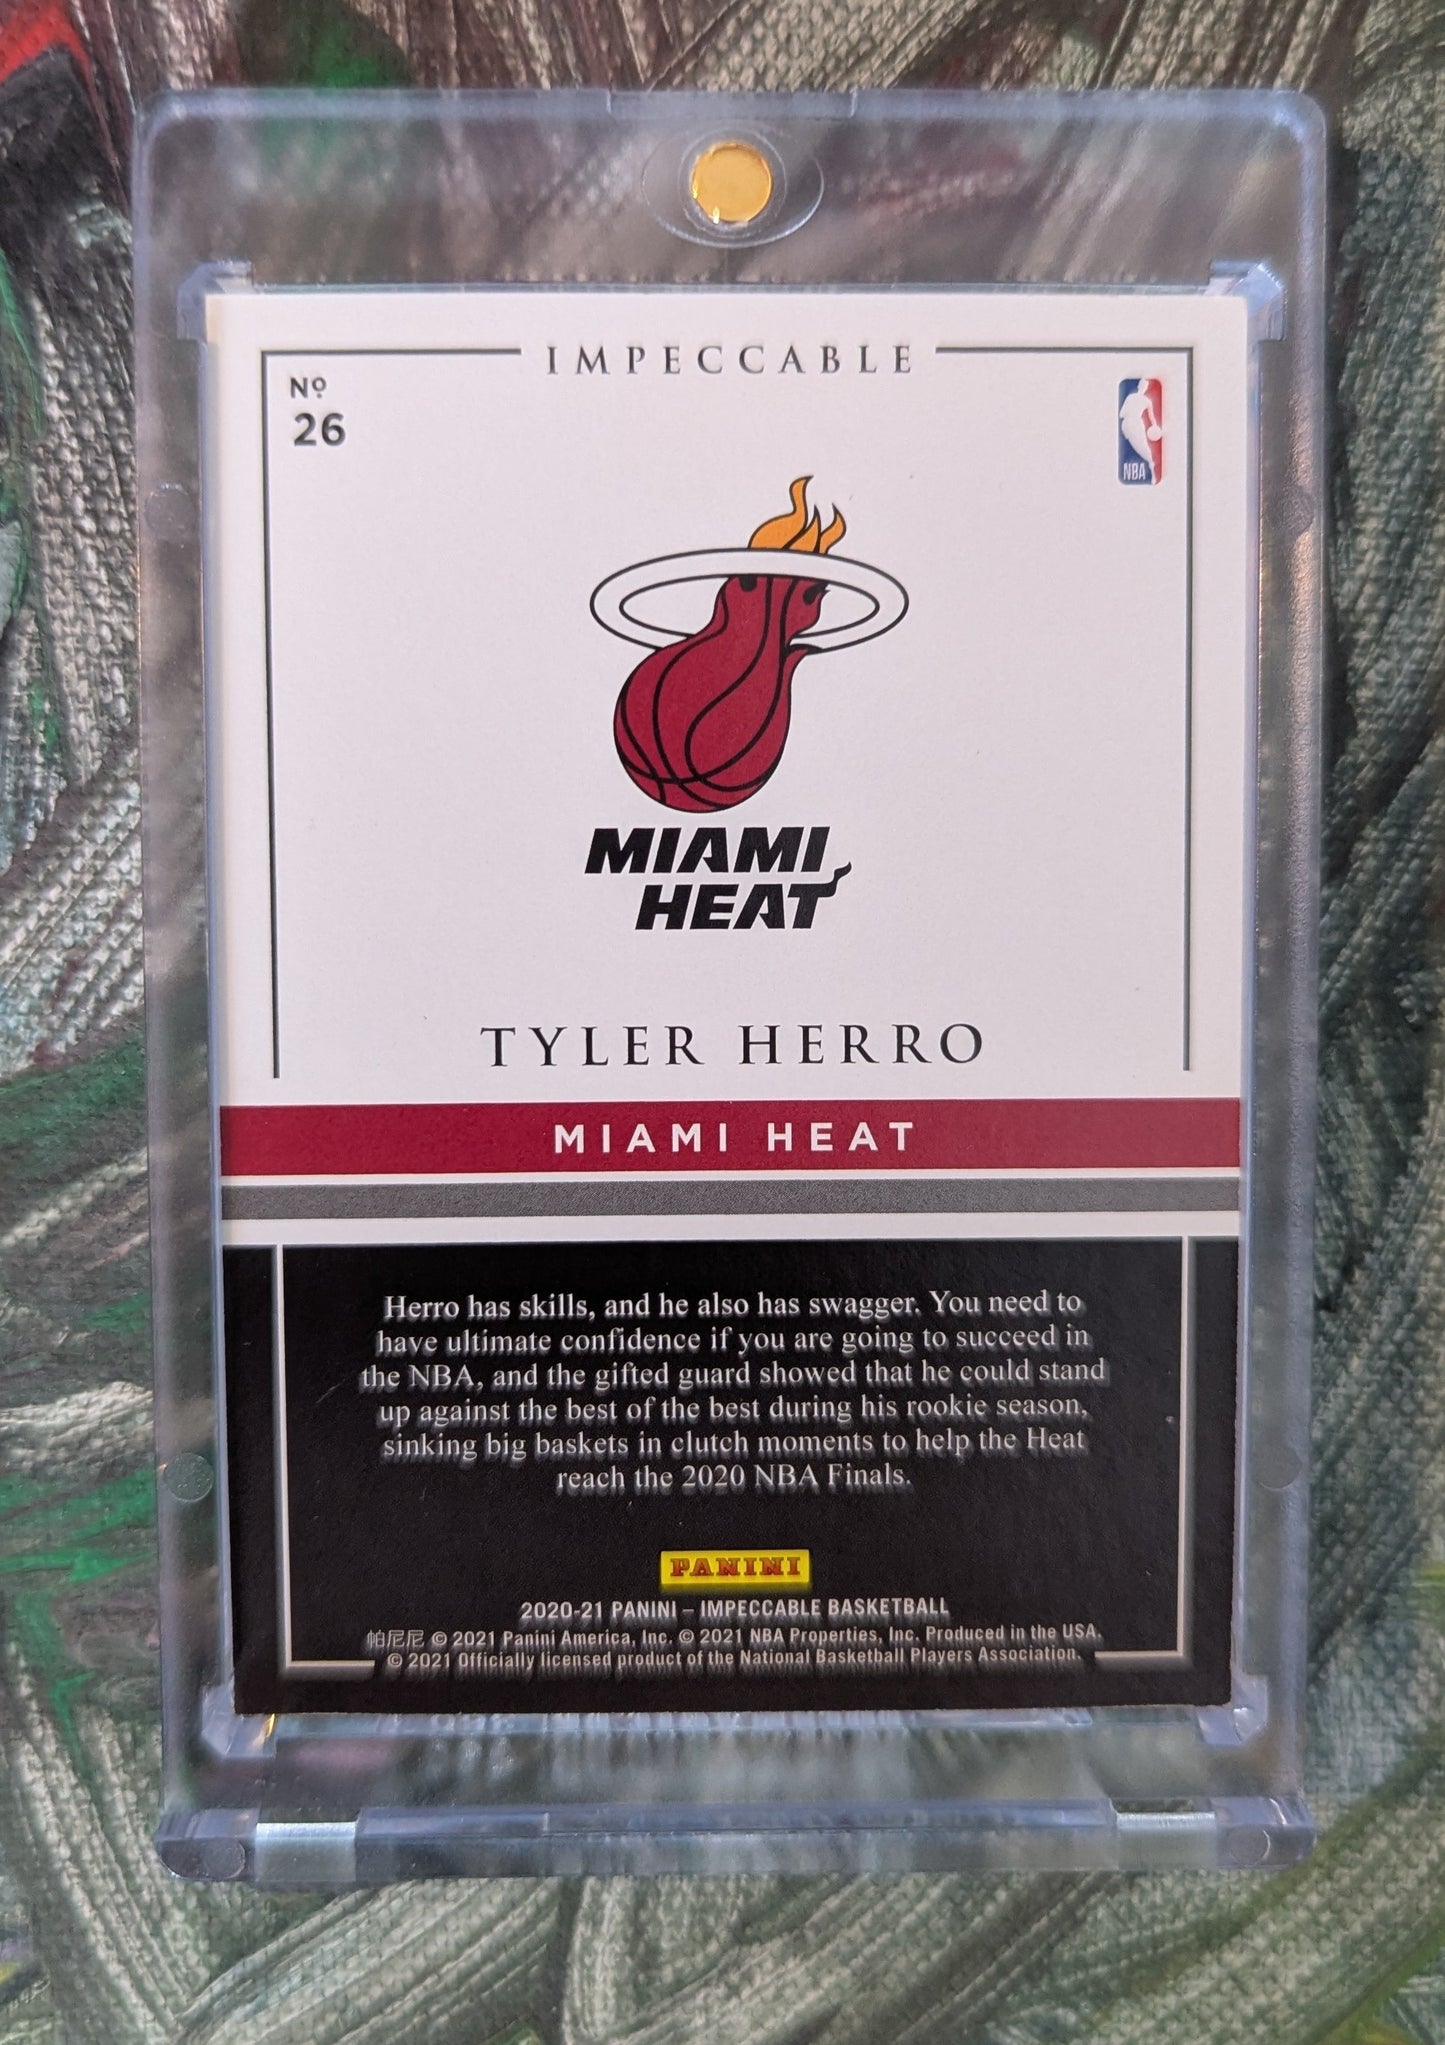 IMPECCABLE
Nº
26
NBA
MIAMI
HEAT
TYLER HERRO
MIAMI HEAT
Herro has skills, and he also has swagger. You need to
have ultimate confidence if you are going to succeed in
the NBA, and the gifted guard showed that he could stand
up against the best of the best during his rookie season,
sinking big baskets in clutch moments to help the Heat
reach the 2020 NBA Finals.
PANINI
2020-21 PANINI – IMPECCABLE BASKETBALL
帕尼尼 © 2021 Panini America, Inc. © 2021 NBA Properties, Inc. Produced in the USA.
© 2021 Officially licensed product of the National Basketball Players Association.